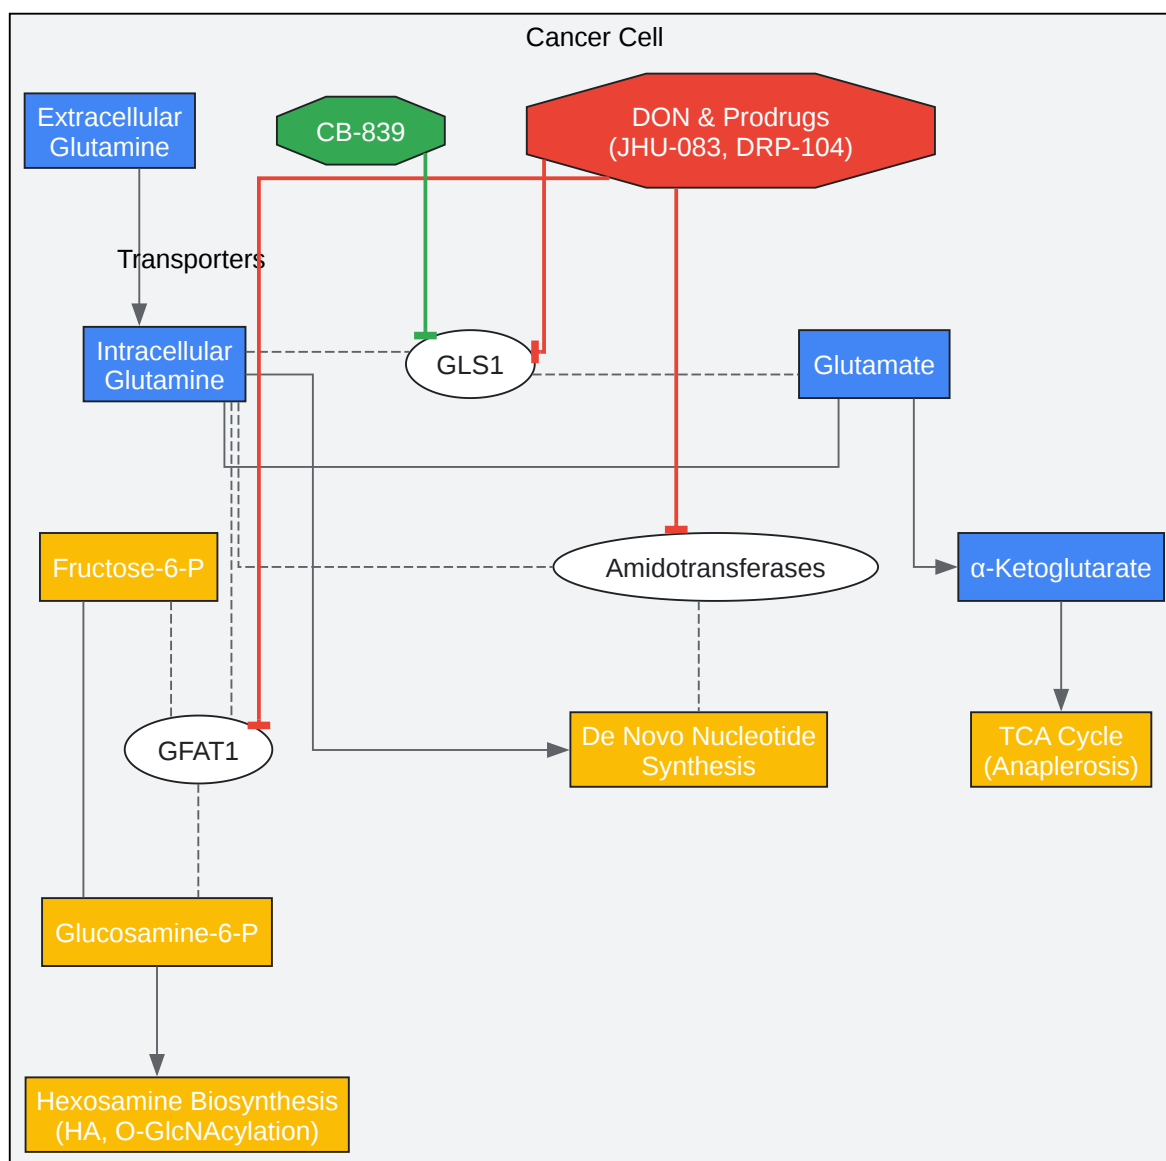 Cancer Cell
Extracellular
Glutamine
CB-839
DON & Prodrugs
(JHU-083, DRP-104)
Transporters
Intracellular
Glutamine
GLS1
Glutamate
Fructose-6-P
Amidotransferases
α-Ketoglutarate
GFAT1
De Novo Nucleotide
Synthesis
TCA Cycle
(Anaplerosis)
Glucosamine-6-P
Hexosamine Biosynthesis
(HA, O-GlcNAcylation)